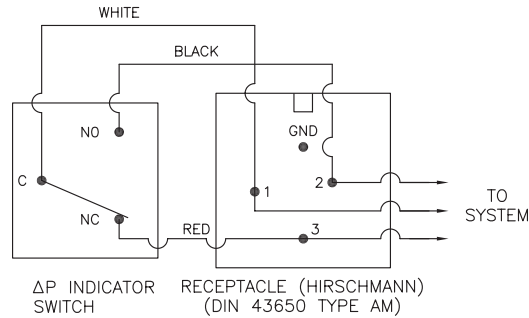 WHITE
BLACK
NO
GND
C
2
1
TO
SYSTEM
NC
RED
3
ΔP INDICATOR
SWITCH
RECEPTACLE (HIRSCHMANN)
(DIN 43650 TYPE AM)